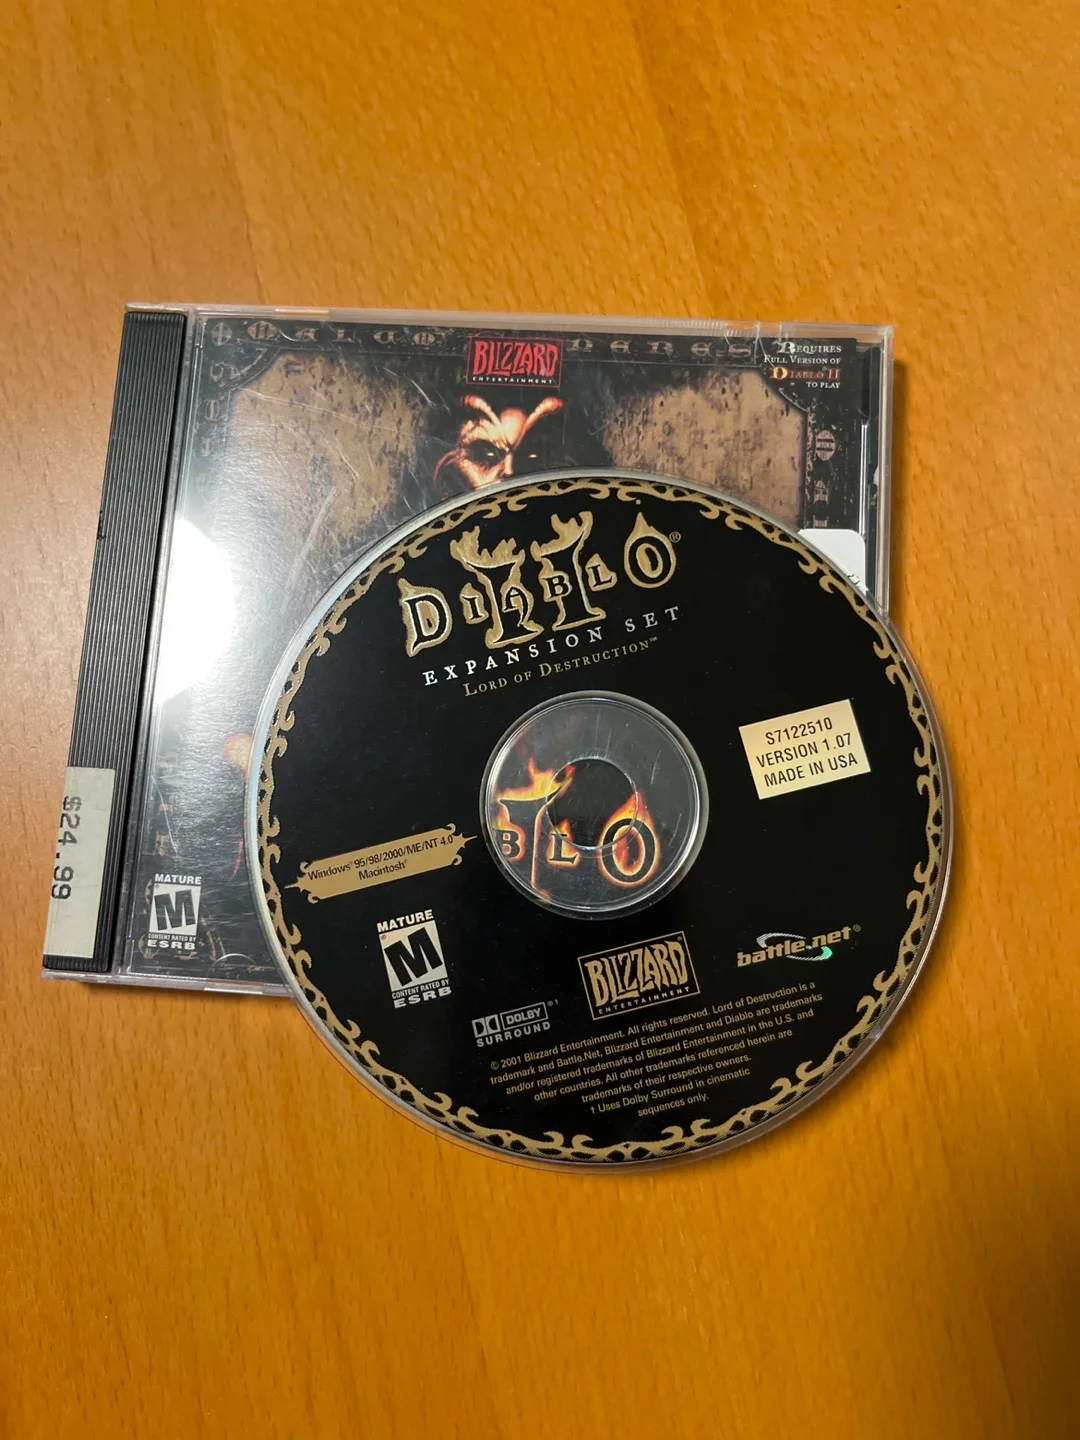 BLIZZARD
ENTERTAINMENT
REQUIRES
FULL VERSION OF
DIABLO II
TO PLAY
DIABLO II®
EXPANSION SET
LORD OF DESTRUCTION™
S7122510
VERSION 1.07
MADE IN USA
BLO
Windows® 95/98/2000/ME/NT 4.0
Macintosh®
$24.99
MATURE
M
CONTENT RATED BY
ESRB
MATURE
M®
CONTENT RATED BY
ESRB
BLIZZARD®
ENTERTAINMENT
battle.net®
DOLBY®†
SURROUND
© 2001 Blizzard Entertainment. All rights reserved. Lord of Destruction is a
trademark and Battle.Net, Blizzard Entertainment and Diablo are trademarks
and/or registered trademarks of Blizzard Entertainment in the U.S. and
other countries. All other trademarks referenced herein are
trademarks of their respective owners.
† Uses Dolby Surround in cinematic
sequences only.